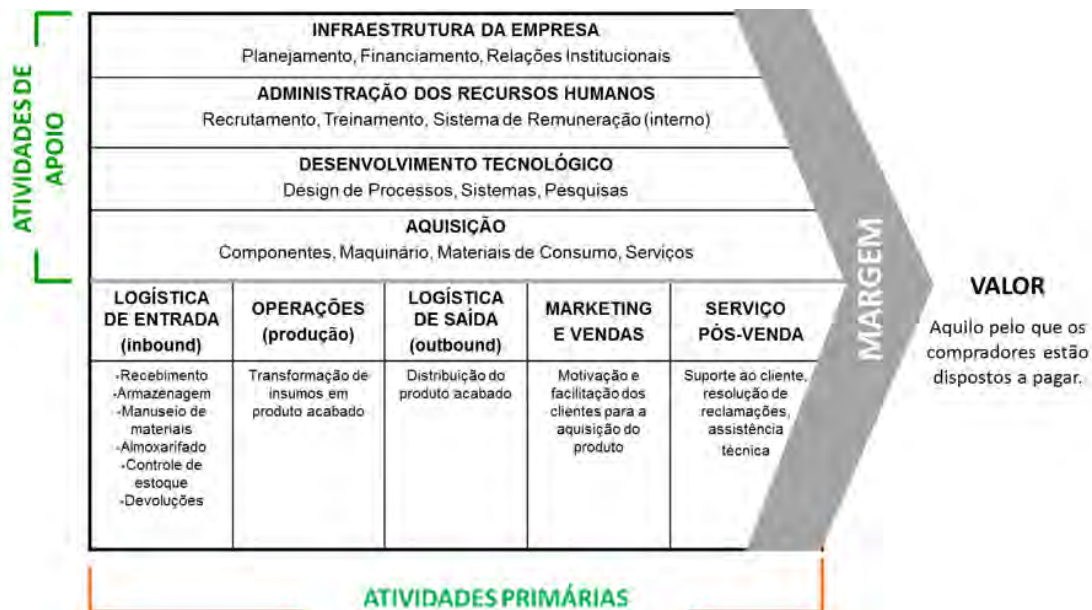 ATIVIDADES DE
APOIO
INFRAESTRUTURA DA EMPRESA
Planejamento, Financiamento, Relações Institucionais
ADMINISTRAÇÃO DOS RECURSOS HUMANOS
Recrutamento, Treinamento, Sistema de Remuneração (interno)
DESENVOLVIMENTO TECNOLÓGICO
Design de Processos, Sistemas, Pesquisas
AQUISIÇÃO
Componentes, Maquinário, Materiais de Consumo, Serviços
LOGÍSTICA
DE ENTRADA
(inbound)
-Recebimento
-Armazenagem
-Manuseio de
materiais
-Almoxarifado
-Controle de
estoque
-Devoluções
OPERAÇÕES
(produção)
Transformação de
insumos em
produto acabado
LOGÍSTICA
DE SAÍDA
(outbound)
Distribuição do
produto acabado
MARKETING
E VENDAS
Motivação e
facilitação dos
clientes para a
aquisição do
produto
SERVIÇO
PÓS-VENDA
Suporte ao cliente,
resolução de
reclamações,
assistência
técnica
MARGEM
VALOR
Aquilo pelo que os
compradores estão
dispostos a pagar.
ATIVIDADES PRIMÁRIAS